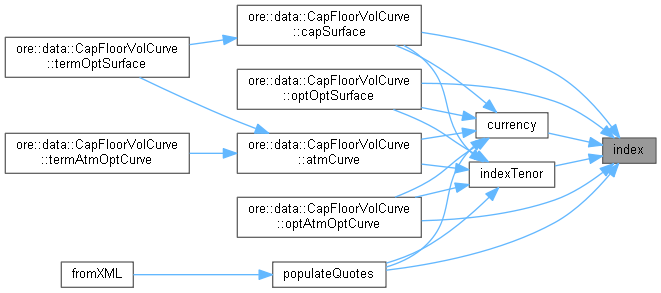 ore::data::CapFloorVolCurve
::capSurface
ore::data::CapFloorVolCurve
::termOptSurface
ore::data::CapFloorVolCurve
::optOptSurface
currency
ore::data::CapFloorVolCurve
::termAtmOptCurve
ore::data::CapFloorVolCurve
::atmCurve
index
indexTenor
ore::data::CapFloorVolCurve
::optAtmOptCurve
fromXML
populateQuotes